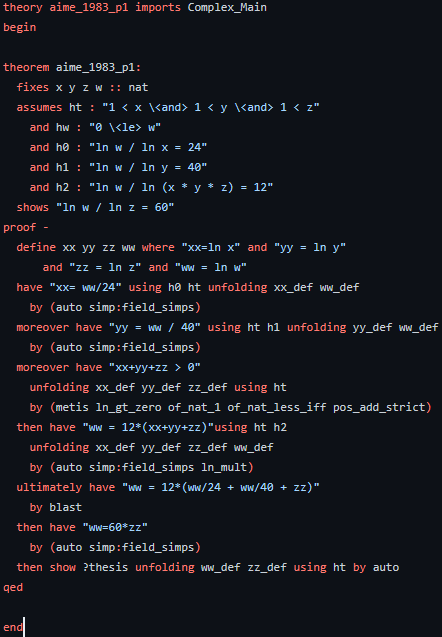 theory aime_1983_p1 imports Complex_Main
begin

theorem aime_1983_p1:
  fixes x y z w :: nat
  assumes ht : "1 < x \<and> 1 < y \<and> 1 < z"
    and hw : "0 \<le> w"
    and h0 : "ln w / ln x = 24"
    and h1 : "ln w / ln y = 40"
    and h2 : "ln w / ln (x * y * z) = 12"
  shows "ln w / ln z = 60"
proof -
  define xx yy zz ww where "xx=ln x" and "yy = ln y"
      and "zz = ln z" and "ww = ln w"
  have "xx= ww/24" using h0 ht unfolding xx_def ww_def
    by (auto simp:field_simps)
  moreover have "yy = ww / 40" using ht h1 unfolding yy_def ww_def
    by (auto simp:field_simps)
  moreover have "xx+yy+zz > 0"
    unfolding xx_def yy_def zz_def using ht
    by (metis ln_gt_zero of_nat_1 of_nat_less_iff pos_add_strict)
  then have "ww = 12*(xx+yy+zz)"using ht h2
    unfolding xx_def yy_def zz_def ww_def
    by (auto simp:field_simps ln_mult)
  ultimately have "ww = 12*(ww/24 + ww/40 + zz)"
    by blast
  then have "ww=60*zz"
    by (auto simp:field_simps)
  then show ?thesis unfolding ww_def zz_def using ht by auto
qed

end